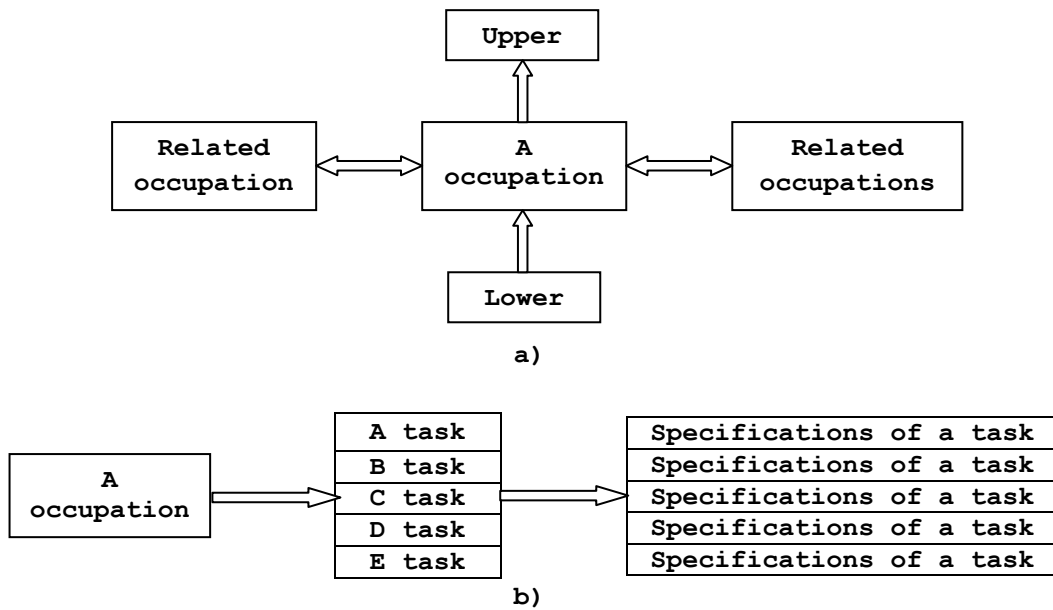 Upper
Related
occupation
A
occupation
Related
occupations
Lower
a)
A
occupation
A task
B task
C task
D task
E task
Specifications of a task
Specifications of a task
Specifications of a task
Specifications of a task
Specifications of a task
b)